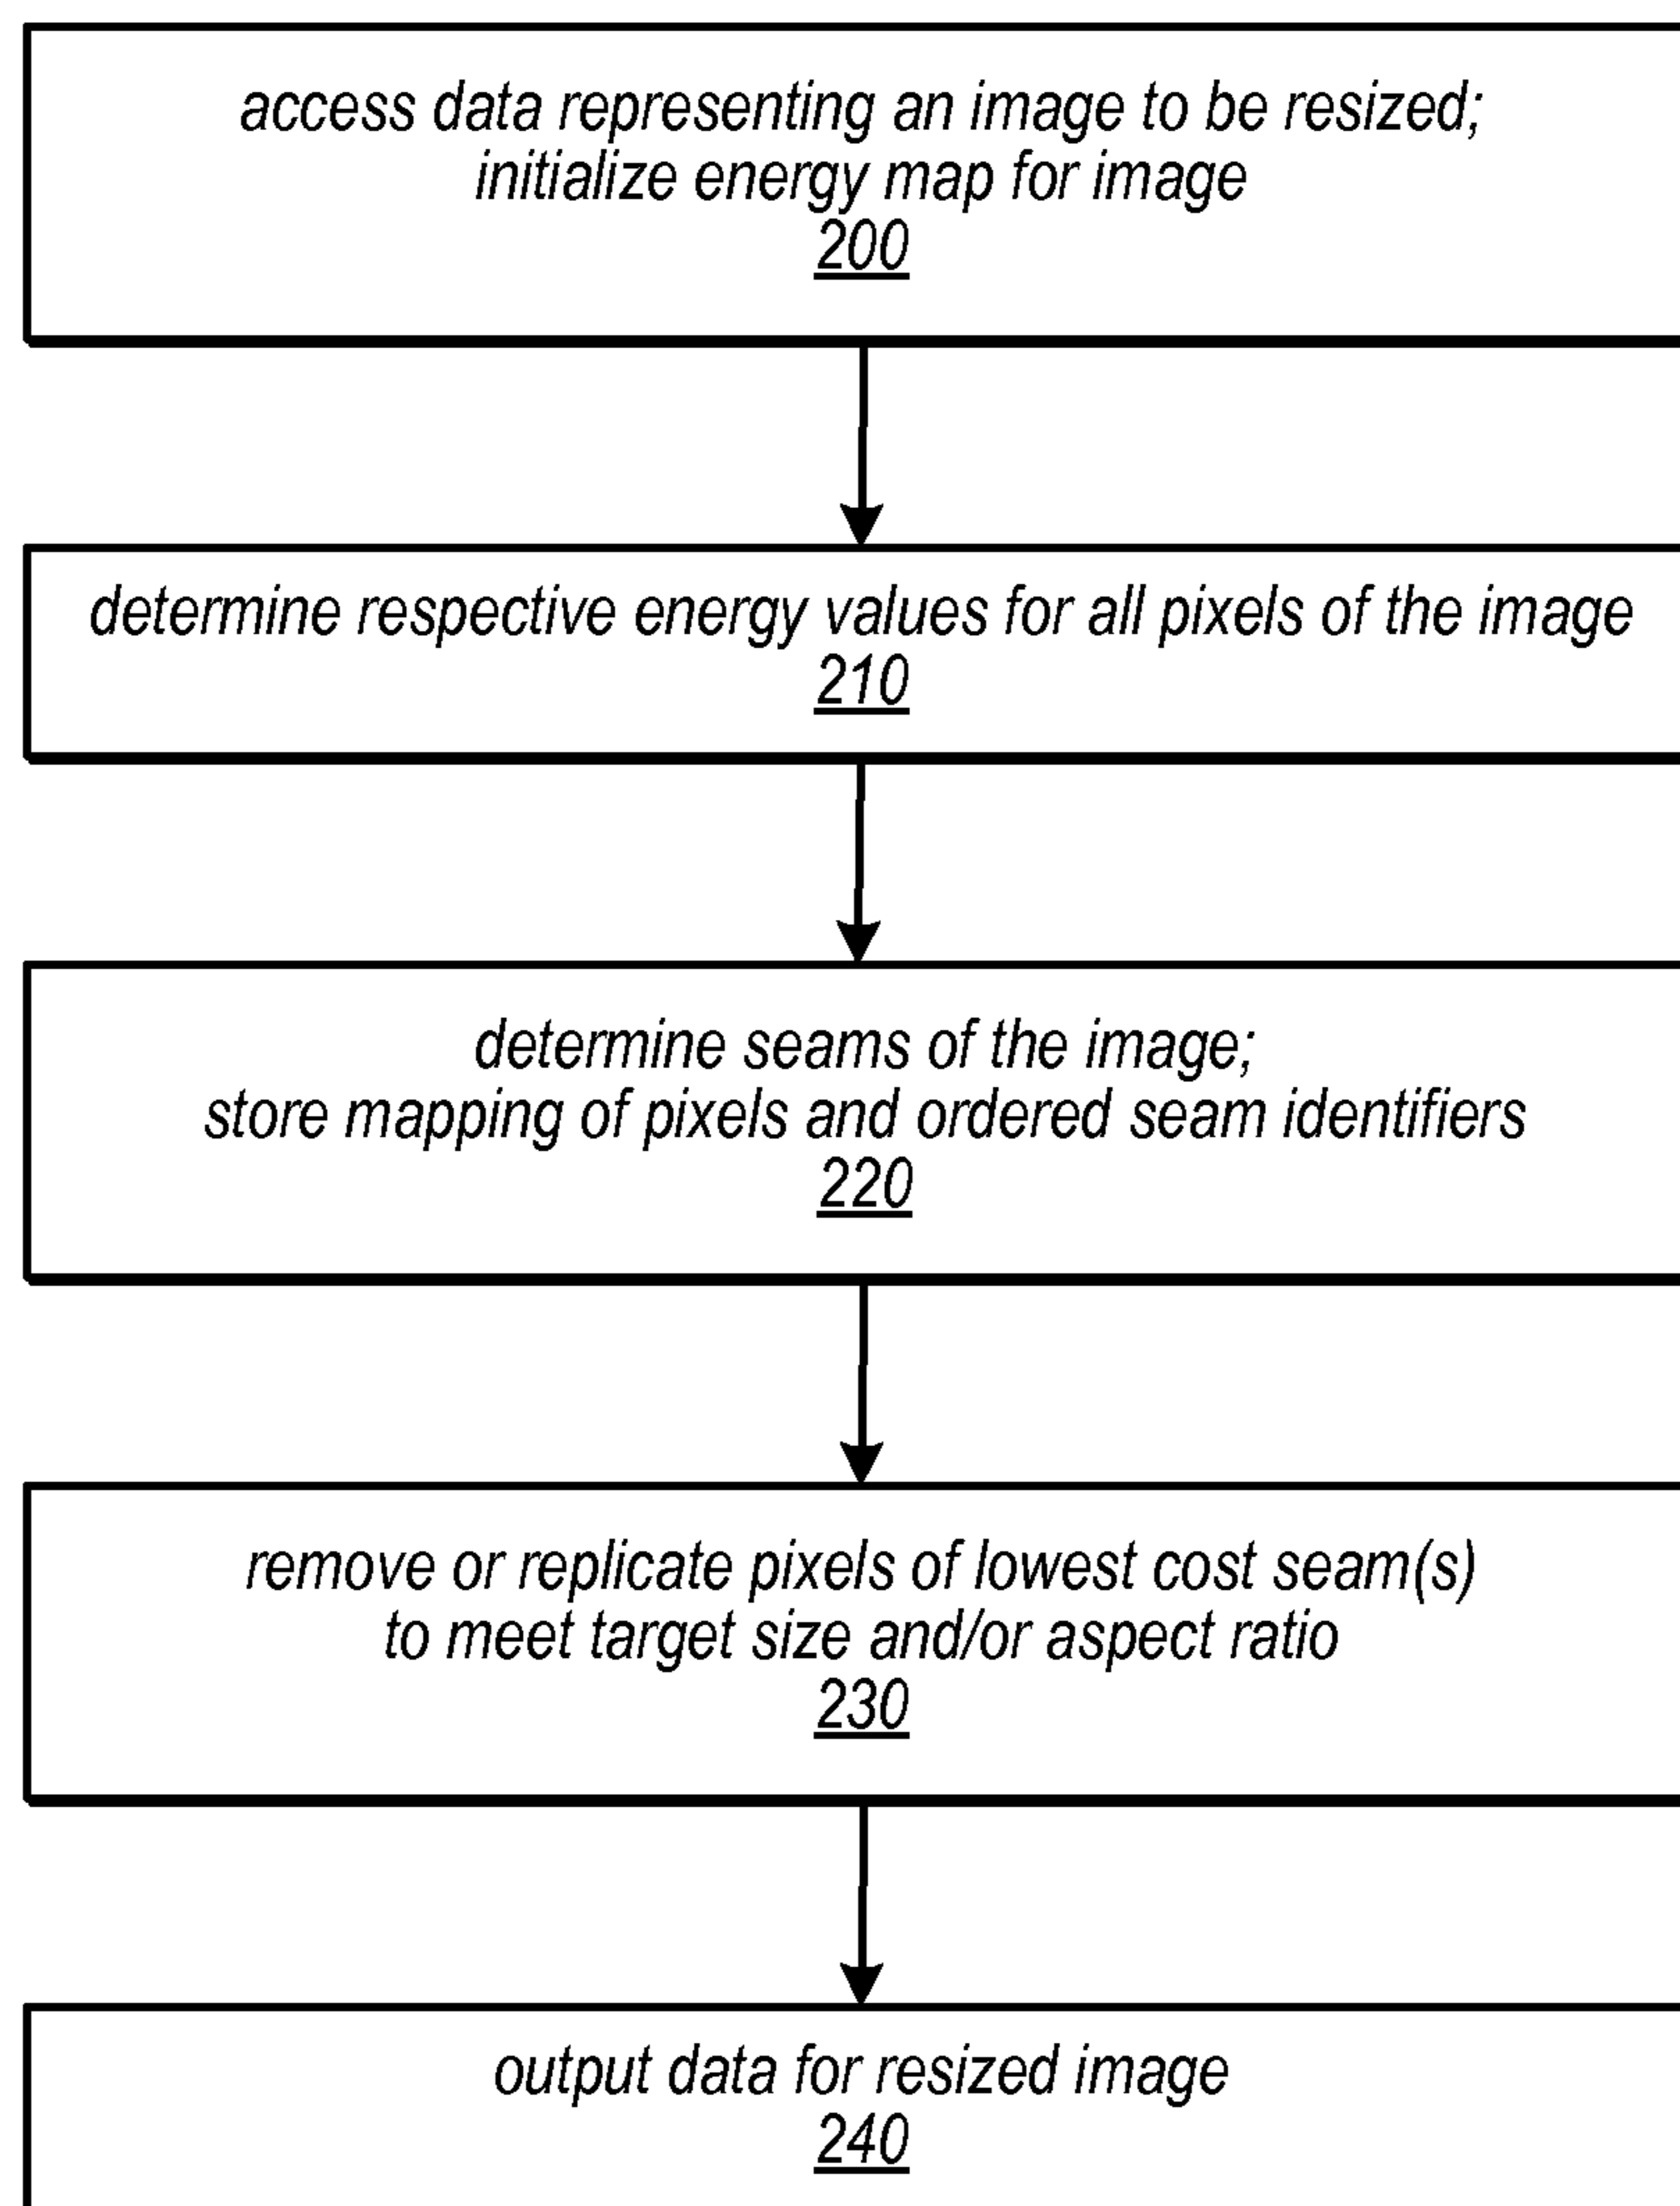 access data representing an image to be resized;
initialize energy map for image
200
determine respective energy values for all pixels of the image
210
determine seams of the image;
store mapping of pixels and ordered seam identifiers
220
remove or replicate pixels of lowest cost seam(s)
to meet target size and/or aspect ratio
230
output data for resized image
240